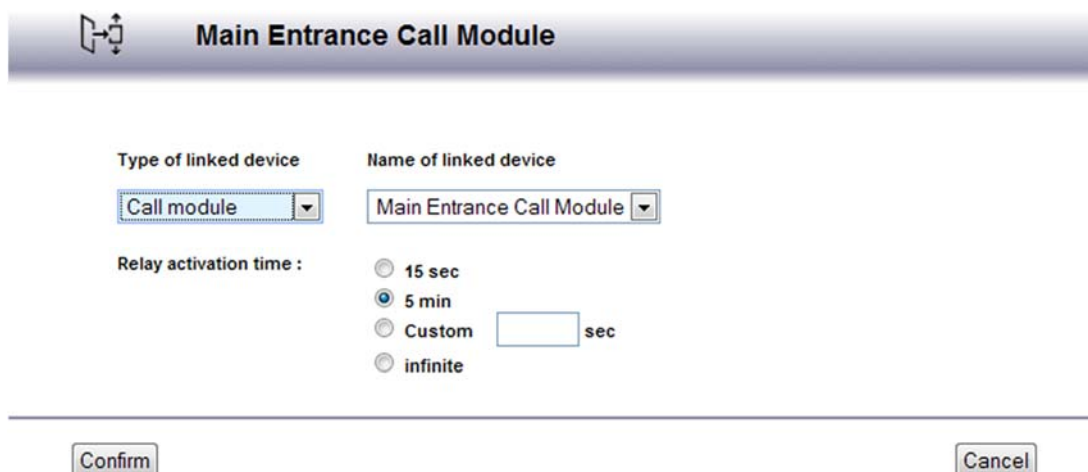 Main Entrance Call Module
Type of linked device Name of linked device
Call module Main Entrance Call Module
Relay activation time : 15 sec
5 min
Custom sec
infinite
Confirm Cancel